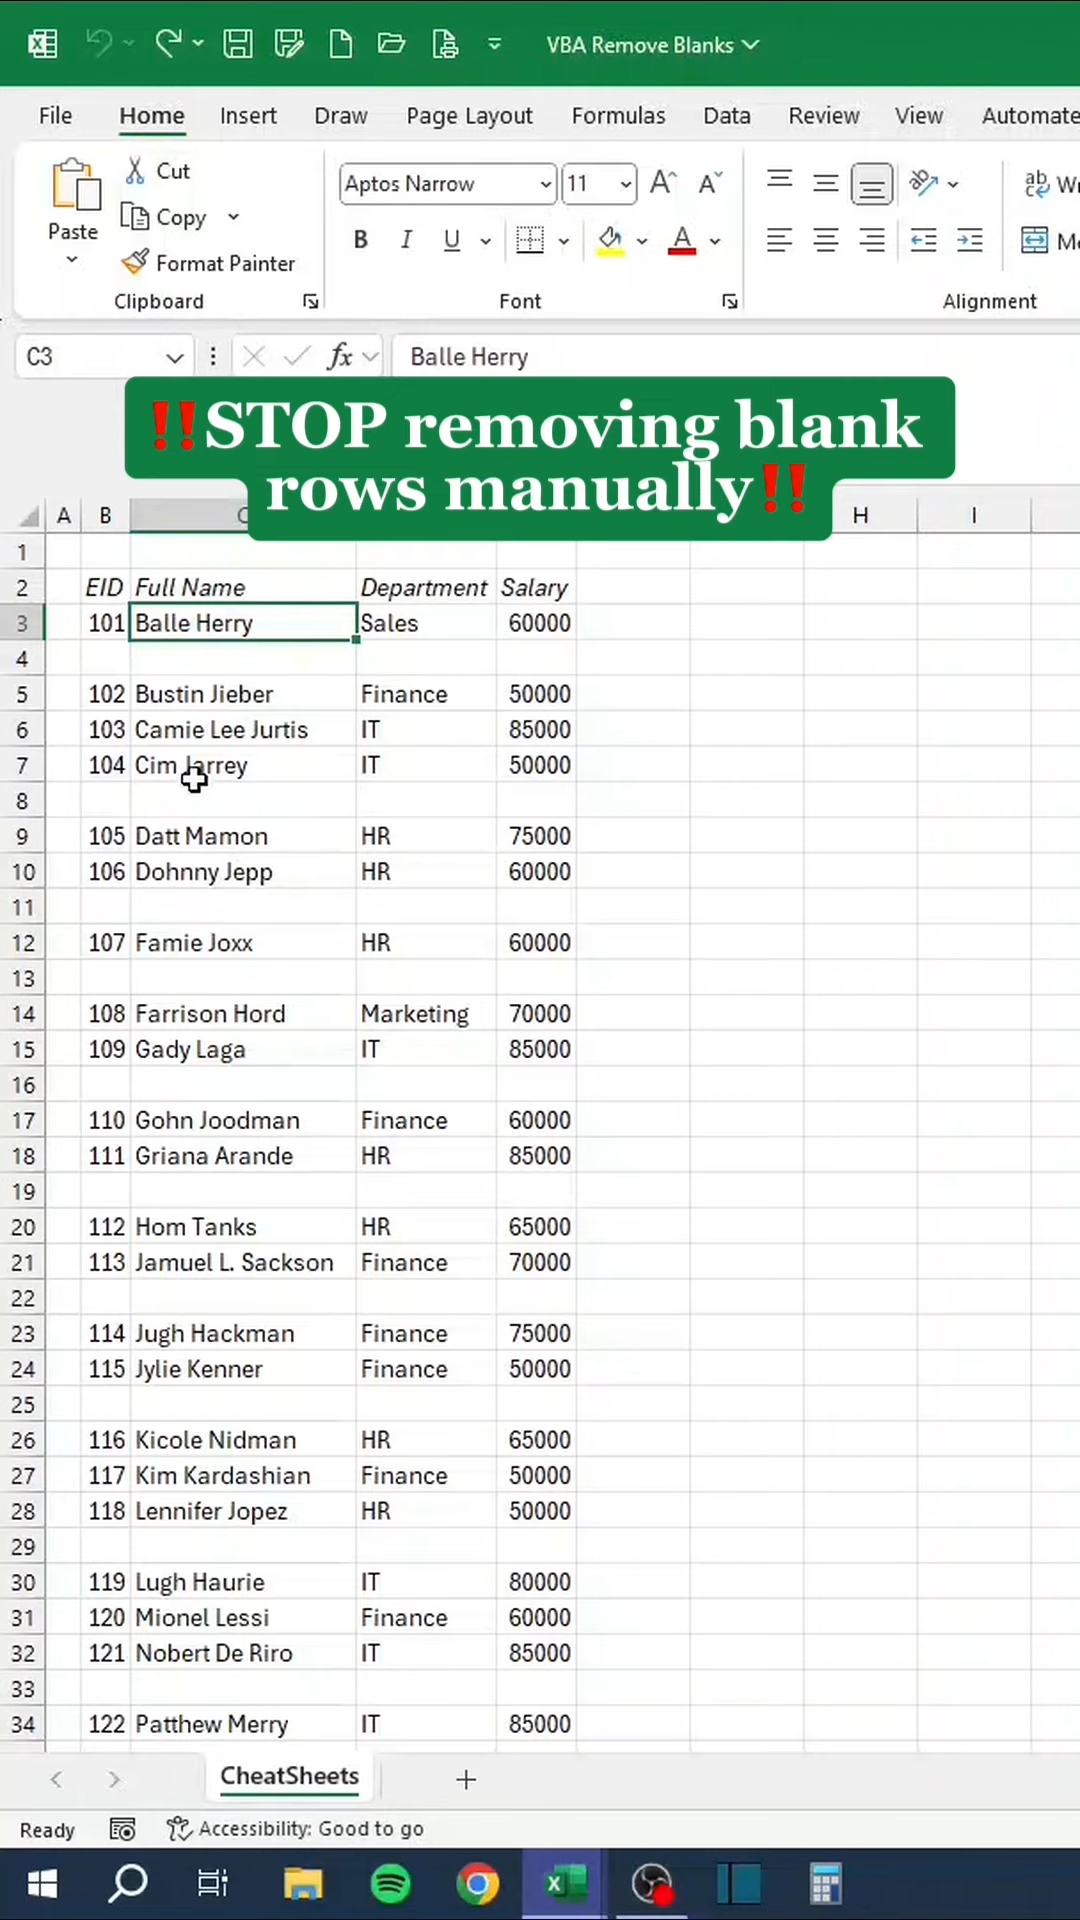 VBA Remove Blanks
File Home Insert Draw Page Layout Formulas Data Review View Automate
Cut
Copy
Paste
Format Painter
Clipboard
Aptos Narrow 11
B I U A
Font
ab
Alignment
C3 fx Balle Herry
‼STOP removing blank
rows manually‼
A B H I
1
2 EID Full Name Department Salary
3 101 Balle Herry Sales 60000
4
5 102 Bustin Jieber Finance 50000
6 103 Camie Lee Jurtis IT 85000
7 104 Cim Jarrey IT 50000
8
9 105 Datt Mamon HR 75000
10 106 Dohnny Jepp HR 60000
11
12 107 Famie Joxx HR 60000
13
14 108 Farrison Hord Marketing 70000
15 109 Gady Laga IT 85000
16
17 110 Gohn Joodman Finance 60000
18 111 Griana Arande HR 85000
19
20 112 Hom Tanks HR 65000
21 113 Jamuel L. Sackson Finance 70000
22
23 114 Jugh Hackman Finance 75000
24 115 Jylie Kenner Finance 50000
25
26 116 Kicole Nidman HR 65000
27 117 Kim Kardashian Finance 50000
28 118 Lennifer Jopez HR 50000
29
30 119 Lugh Haurie IT 80000
31 120 Mionel Lessi Finance 60000
32 121 Nobert De Riro IT 85000
33
34 122 Patthew Merry IT 85000
CheatSheets
Ready Accessibility: Good to go